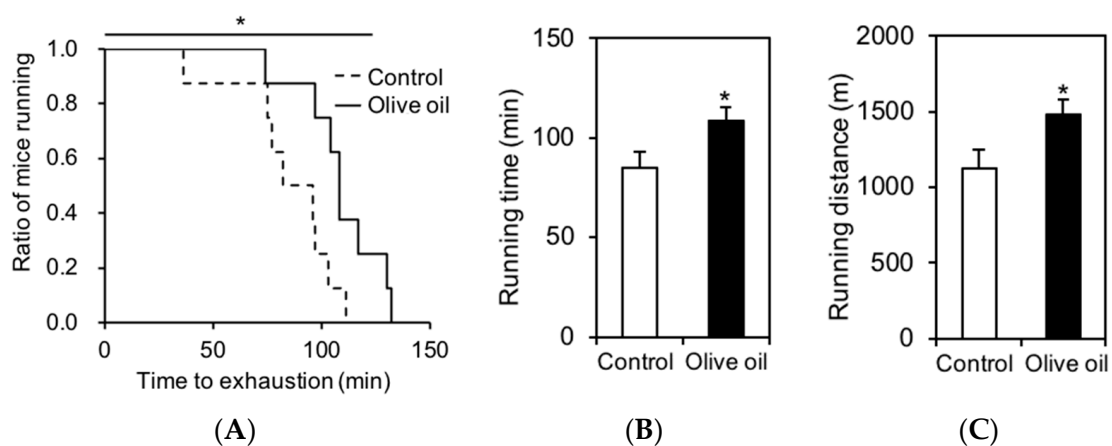 *
Ratio of mice running
1.0
0.8
0.6
0.4
0.2
0.0
Control
Olive oil
0 50 100 150
Time to exhaustion (min)
(A)
Running time (min)
150
100
50
0
*
Control Olive oil
(B)
Running distance (m)
2000
1500
1000
500
0
*
Control Olive oil
(C)